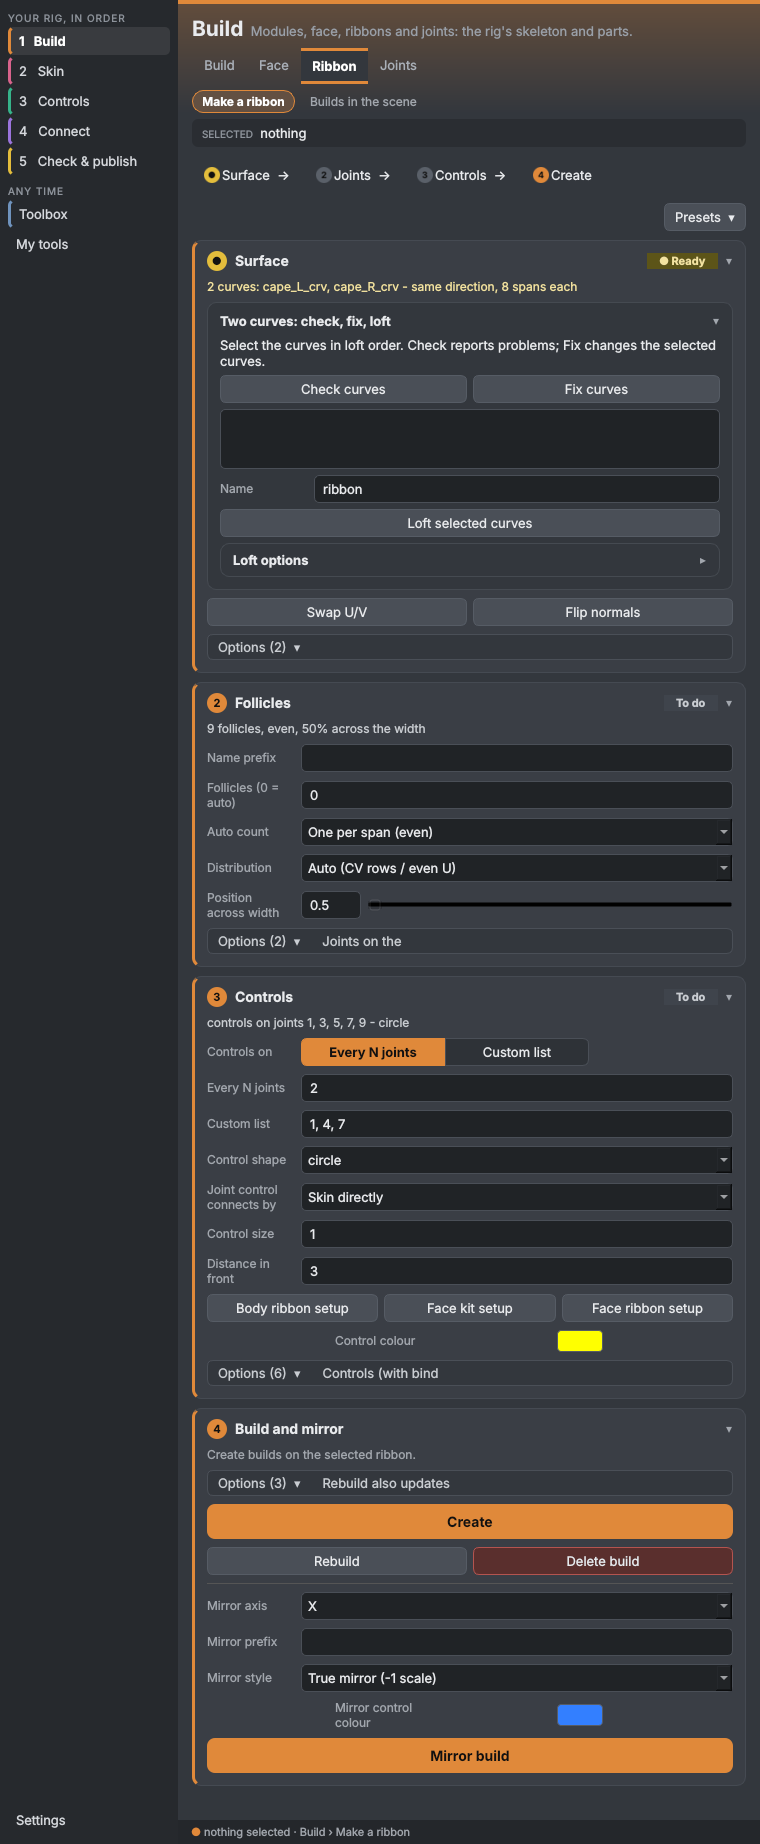 YOUR RIG, IN ORDER
1 Build
2 Skin
3 Controls
4 Connect
5 Check & publish
ANY TIME
Toolbox
My tools
Settings
Build Modules, face, ribbons and joints: the rig's skeleton and parts.
Build Face Ribbon Joints
Make a ribbon Builds in the scene
SELECTED nothing
Surface → 2 Joints → 3 Controls → 4 Create
Presets ▾
Surface Ready ▾
2 curves: cape_L_crv, cape_R_crv - same direction, 8 spans each
Two curves: check, fix, loft ▾
Select the curves in loft order. Check reports problems; Fix changes the selected
curves.
Check curves Fix curves
Name ribbon
Loft selected curves
Loft options ▸
Swap U/V Flip normals
Options (2) ▾
2 Follicles To do ▾
9 follicles, even, 50% across the width
Name prefix
Follicles (0 =
auto) 0
Auto count One per span (even)
Distribution Auto (CV rows / even U)
Position
across width 0.5
Options (2) ▾ Joints on the
3 Controls To do ▾
controls on joints 1, 3, 5, 7, 9 - circle
Controls on Every N joints Custom list
Every N joints 2
Custom list 1, 4, 7
Control shape circle
Joint control
connects by Skin directly
Control size 1
Distance in
front 3
Body ribbon setup Face kit setup Face ribbon setup
Control colour
Options (6) ▾ Controls (with bind
4 Build and mirror ▾
Create builds on the selected ribbon.
Options (3) ▾ Rebuild also updates
Create
Rebuild Delete build
Mirror axis X
Mirror prefix
Mirror style True mirror (-1 scale)
Mirror control
colour
Mirror build
nothing selected · Build › Make a ribbon